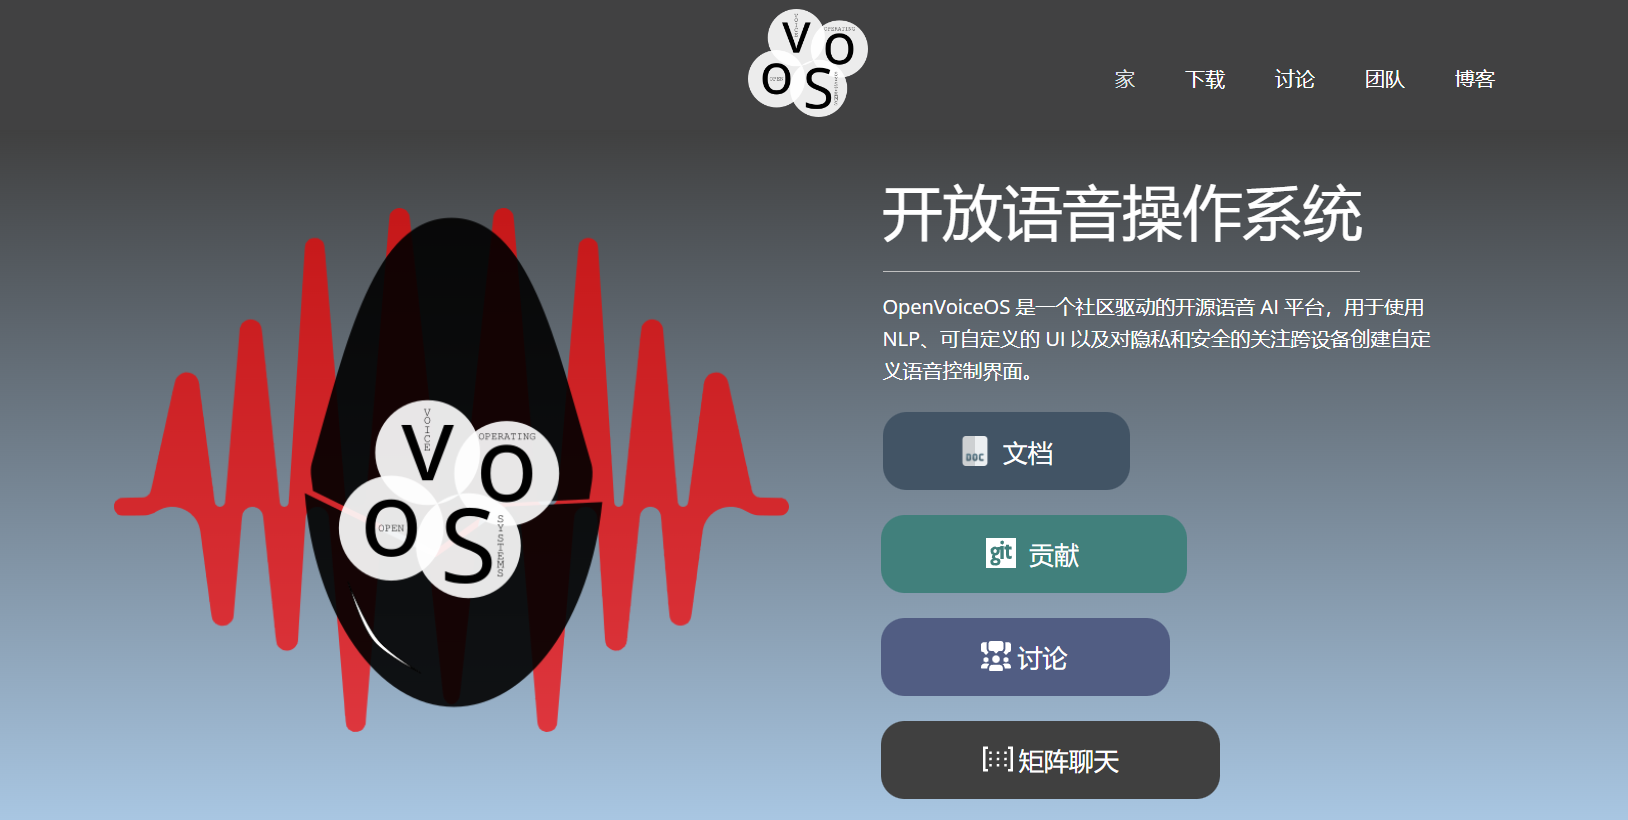 VOICE
V
OPERATING
O
O
OPEN
S
家
下载
讨论
团队
博客
开放语音操作系统
OpenVoiceOS 是一个社区驱动的开源语音 AI 平台，用于使用
NLP、可自定义的 UI 以及对隐私和安全的关注跨设备创建自定
义语音控制界面。
VOICE
V
OPERATING
O
O
OPEN
S
SYSTEMS
DOC
文档
git
贡献
讨论
矩阵聊天